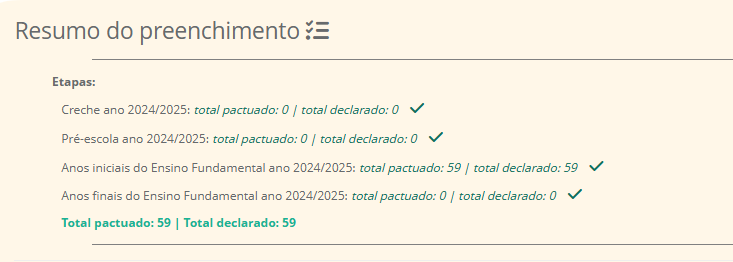 Resumo do preenchimento
Etapas:
Creche ano 2024/2025: total pactuado: 0 | total declarado: 0
Pré-escola ano 2024/2025: total pactuado: 0 | total declarado: 0
Anos iniciais do Ensino Fundamental ano 2024/2025: total pactuado: 59 | total declarado: 59
Anos finais do Ensino Fundamental ano 2024/2025: total pactuado: 0 | total declarado: 0
Total pactuado: 59 | Total declarado: 59